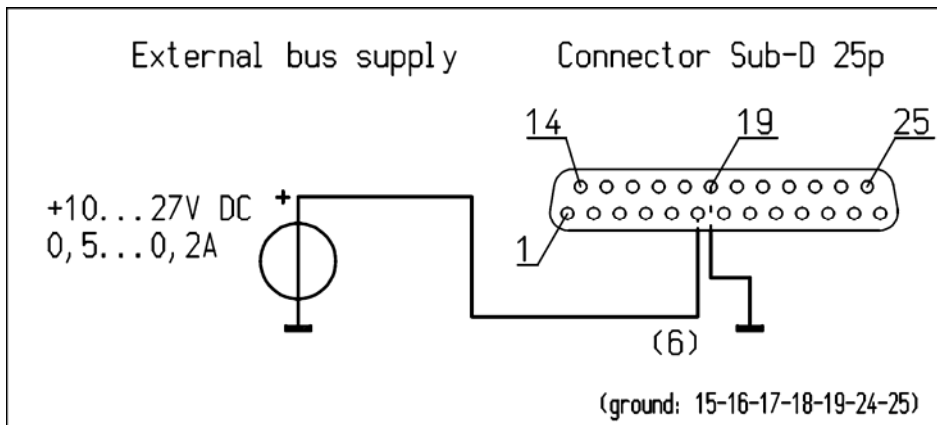 External bus supply
Connector Sub-D 25p
14
19
25
+10...27V DC
+
0,5...0,2A
1
(6)
(ground: 15-16-17-18-19-24-25)